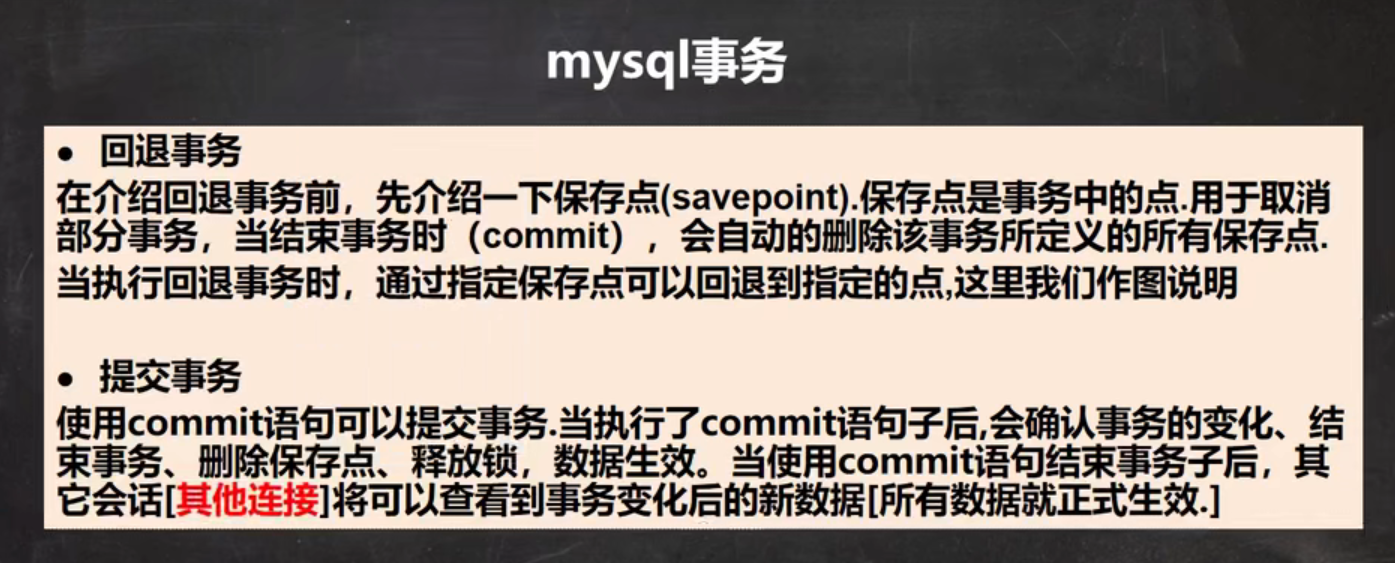 mysql事务
● 回退事务
在介绍回退事务前，先介绍一下保存点(savepoint).保存点是事务中的点.用于取消
部分事务，当结束事务时（commit），会自动的删除该事务所定义的所有保存点.
当执行回退事务时，通过指定保存点可以回退到指定的点,这里我们作图说明
● 提交事务
使用commit语句可以提交事务.当执行了commit语句子后,会确认事务的变化、结
束事务、删除保存点、释放锁，数据生效。当使用commit语句结束事务子后，其
它会话[其他连接]将可以查看到事务变化后的新数据[所有数据就正式生效.]